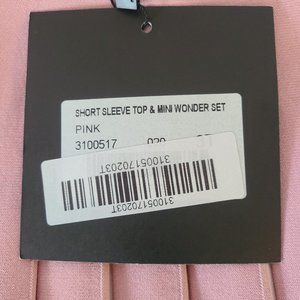 SHORT SLEEVE TOP & MINI WONDER SET
PINK
3100517
31005170203T
31005170203T